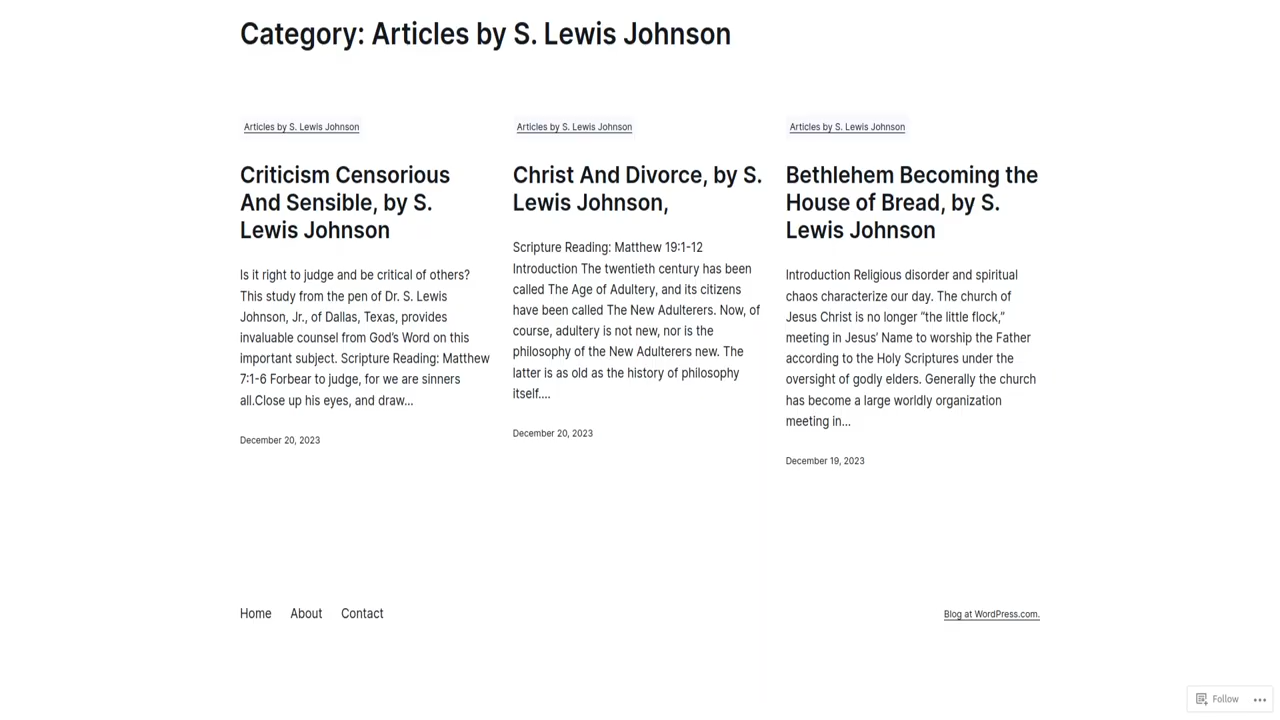 Category: Articles by S. Lewis Johnson
Articles by S. Lewis Johnson
Criticism Censorious
And Sensible, by S.
Lewis Johnson
Is it right to judge and be critical of others?
This study from the pen of Dr. S. Lewis
Johnson, Jr., of Dallas, Texas, provides
invaluable counsel from God’s Word on this
important subject. Scripture Reading: Matthew
7:1-6 Forbear to judge, for we are sinners
all.Close up his eyes, and draw...
December 20, 2023
Articles by S. Lewis Johnson
Christ And Divorce, by S.
Lewis Johnson,
Scripture Reading: Matthew 19:1-12
Introduction The twentieth century has been
called The Age of Adultery, and its citizens
have been called The New Adulterers. Now, of
course, adultery is not new, nor is the
philosophy of the New Adulterers new. The
latter is as old as the history of philosophy
itself....
December 20, 2023
Articles by S. Lewis Johnson
Bethlehem Becoming the
House of Bread, by S.
Lewis Johnson
Introduction Religious disorder and spiritual
chaos characterize our day. The church of
Jesus Christ is no longer “the little flock,”
meeting in Jesus’ Name to worship the Father
according to the Holy Scriptures under the
oversight of godly elders. Generally the church
has become a large worldly organization
meeting in...
December 19, 2023
Home About Contact
Blog at WordPress.com.
Follow